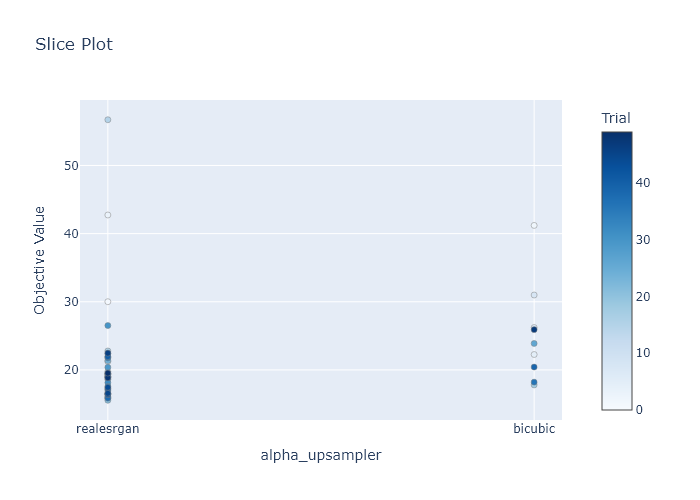 Slice Plot
Trial
50
40
30
20
Objective Value
realesrgan
bicubic
alpha_upsampler
40
30
20
10
0